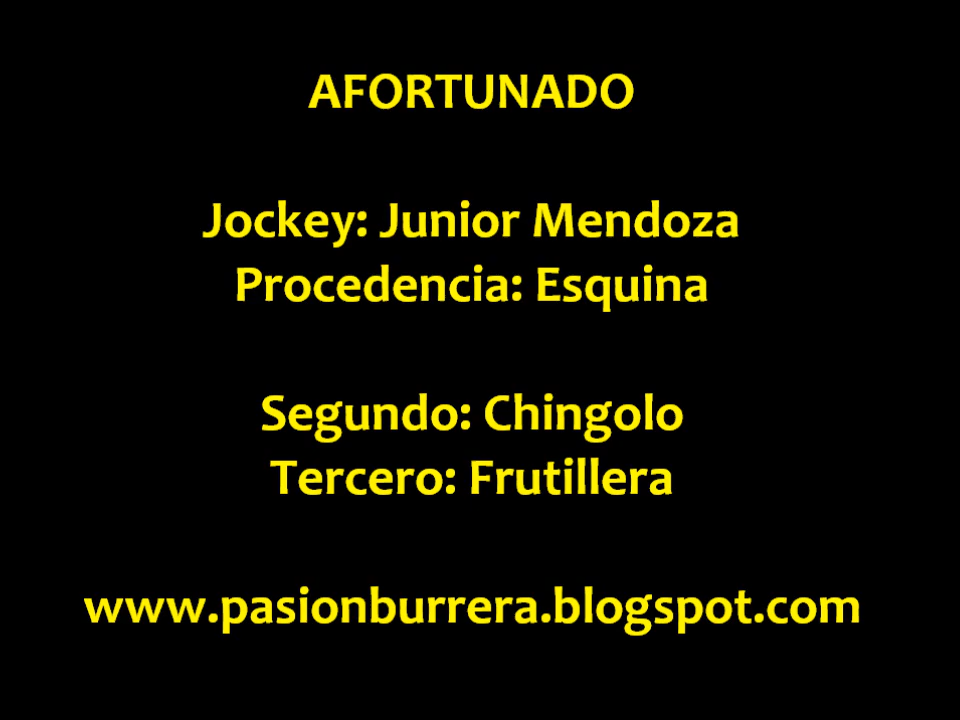 AFORTUNADO
Jockey: Junior Mendoza
Procedencia: Esquina
Segundo: Chingolo
Tercero: Frutillera
www.pasionburrera.blogspot.com